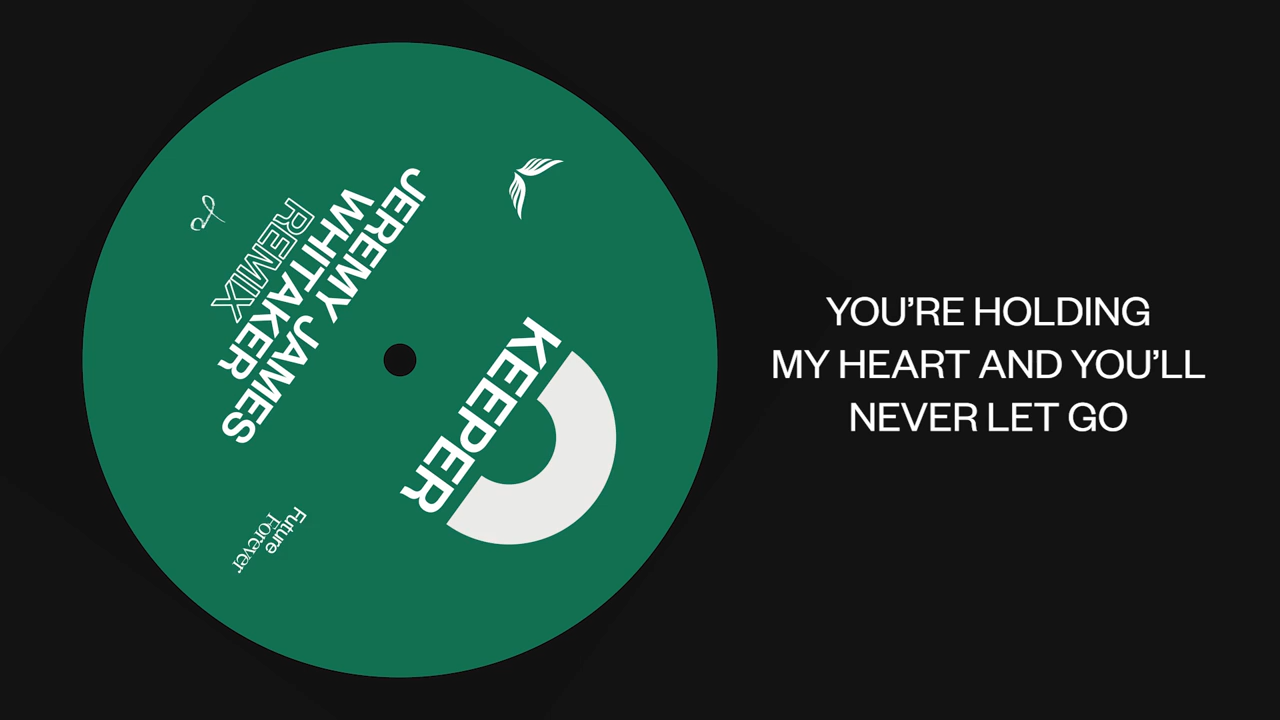 KEEPER
JEREMY JAMES
WHITAKER
REMIX
Future
Forever
YOU’RE HOLDING
MY HEART AND YOU’LL
NEVER LET GO